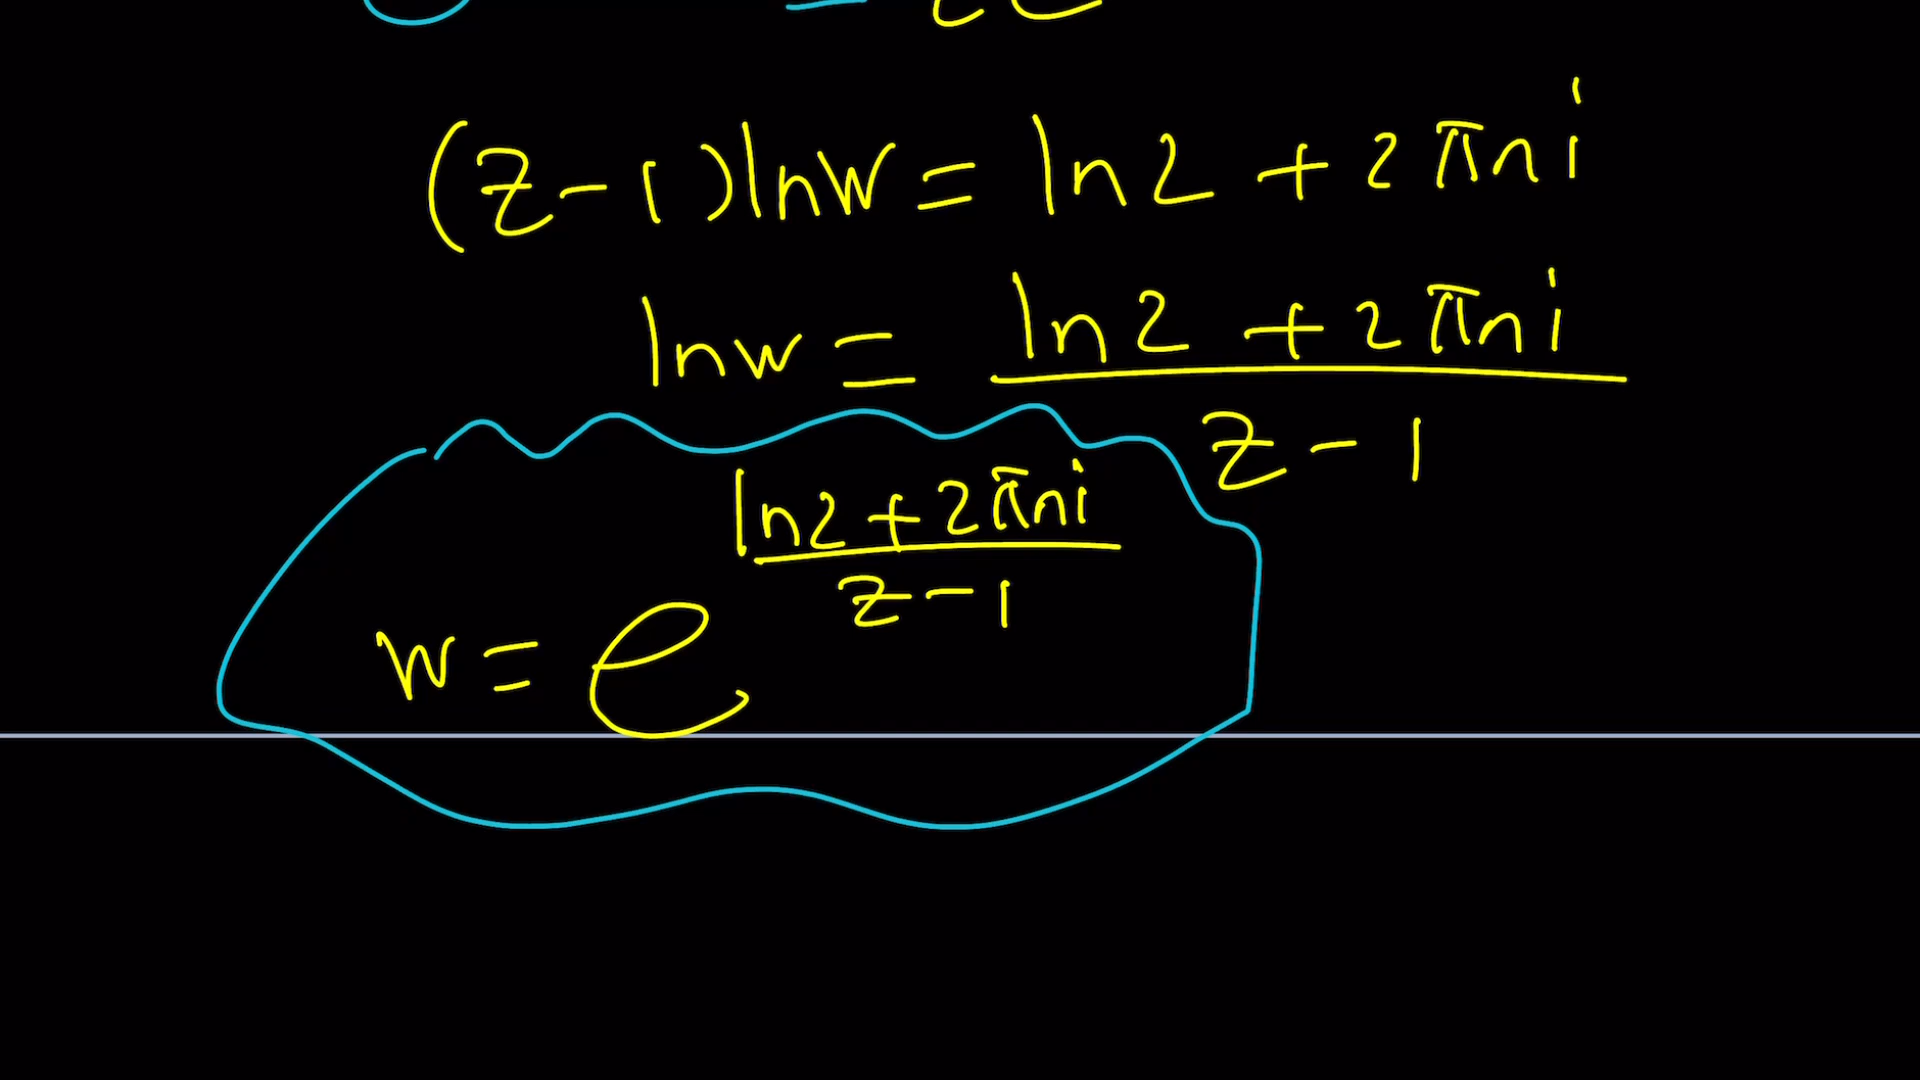 (z-1)lnW = ln2 + 2πni
lnw = ln2 + 2πni
z-1
ln2 + 2πni
z-1
w = e